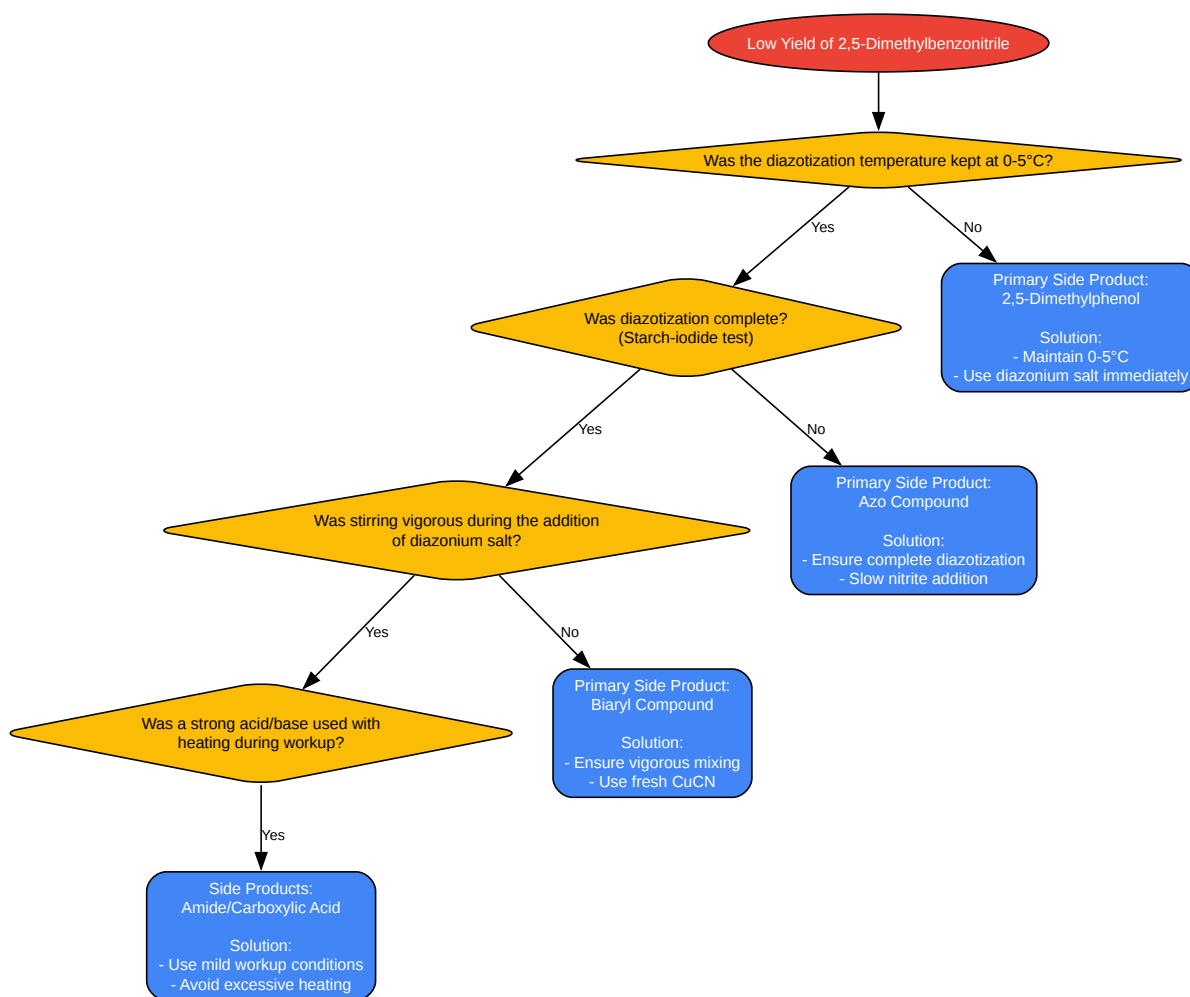 Low Yield of 2,5-Dimethylbenzonitrile
Was the diazotization temperature kept at 0-5°C?
Yes
No
Primary Side Product:
2,5-Dimethylphenol
Solution:
- Maintain 0-5°C
- Use diazonium salt immediately
Was diazotization complete?
(Starch-iodide test)
Yes
No
Primary Side Product:
Azo Compound
Solution:
- Ensure complete diazotization
- Slow nitrite addition
Was stirring vigorous during the addition
of diazonium salt?
Yes
No
Primary Side Product:
Biaryl Compound
Solution:
- Ensure vigorous mixing
- Use fresh CuCN
Was a strong acid/base used with
heating during workup?
Yes
Side Products:
Amide/Carboxylic Acid
Solution:
- Use mild workup conditions
- Avoid excessive heating